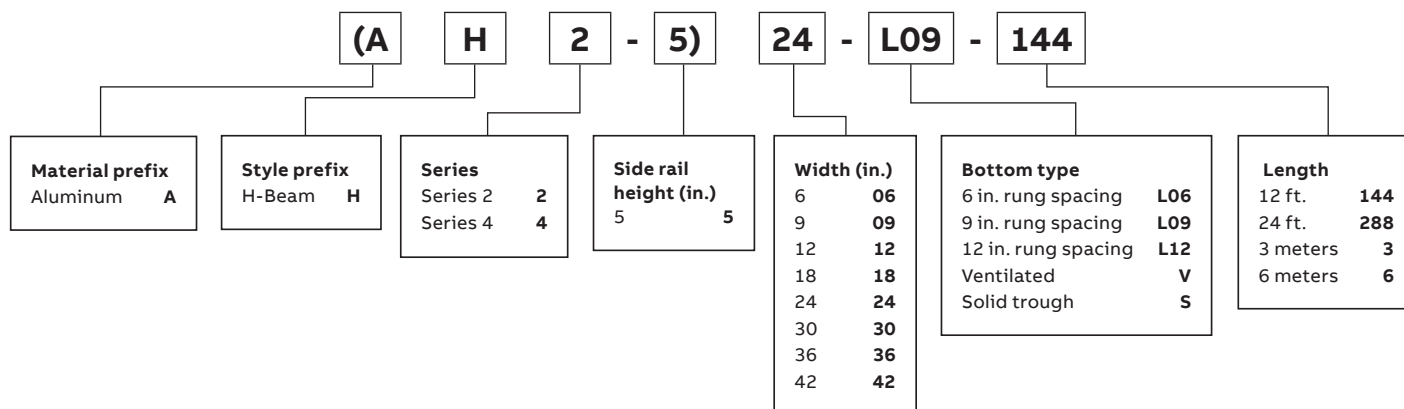 (A H 2 - 5) 24 - L09 - 144
Material prefix
Aluminum A
Style prefix
H-Beam H
Series
Series 2 2
Series 4 4
Side rail
height (in.)
5 5
Width (in.)
6 06
9 09
12 12
18 18
24 24
30 30
36 36
42 42
Bottom type
6 in. rung spacing L06
9 in. rung spacing L09
12 in. rung spacing L12
Ventilated V
Solid trough S
Length
12 ft. 144
24 ft. 288
3 meters 3
6 meters 6